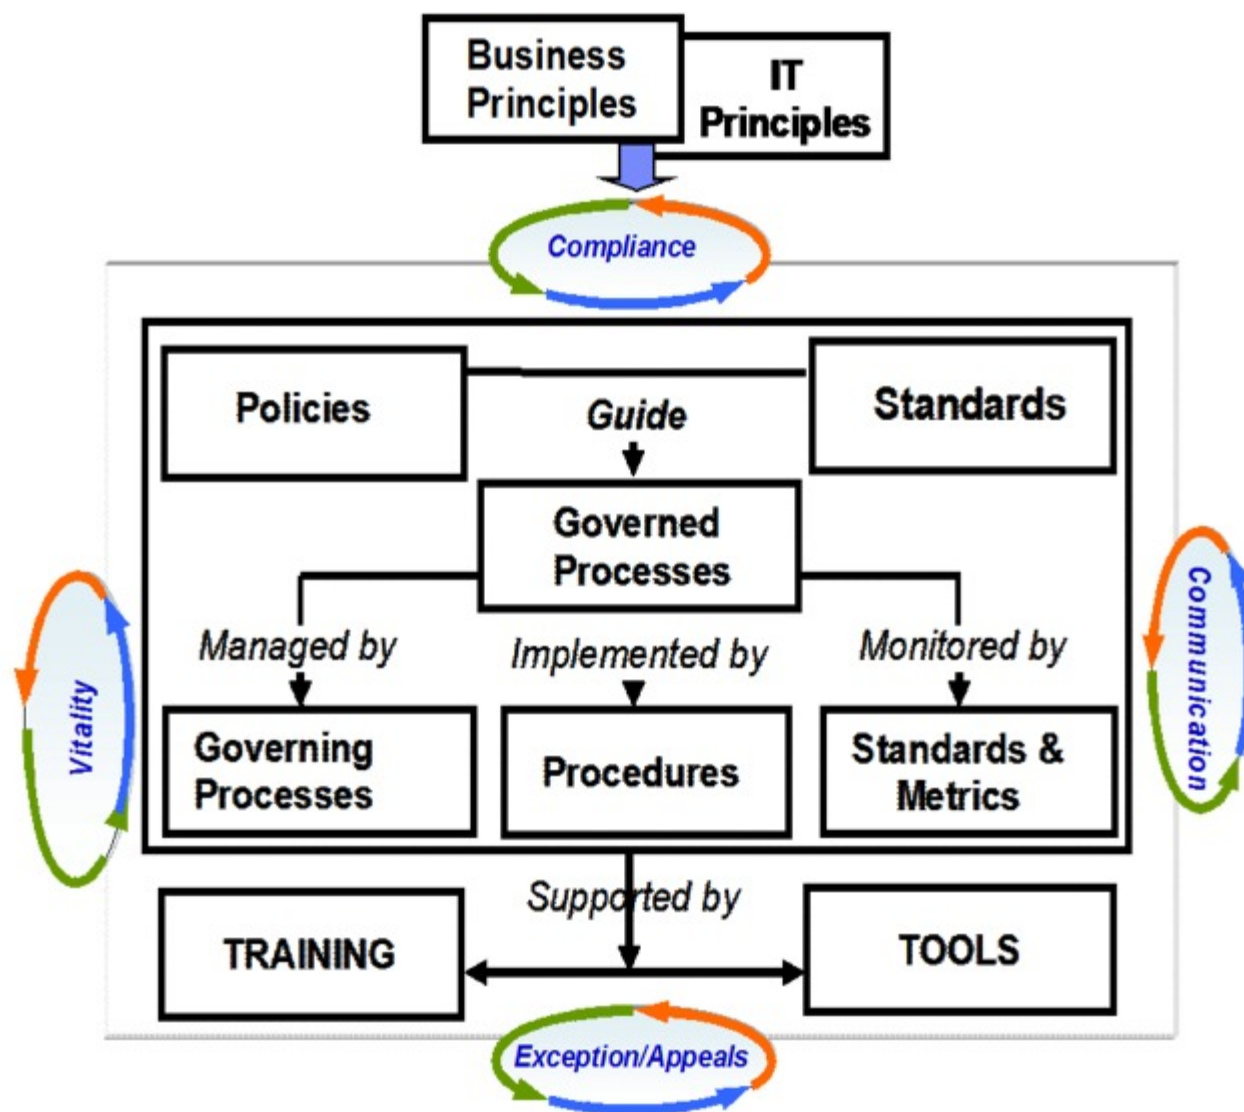 Business
Principles
IT
Principles
Compliance
Policies
Guide
Standards
Governed
Processes
Managed by
Implemented by
Monitored by
Governing
Processes
Procedures
Standards &
Metrics
Vitality
Communication
Supported by
TRAINING
TOOLS
Exception/Appeals